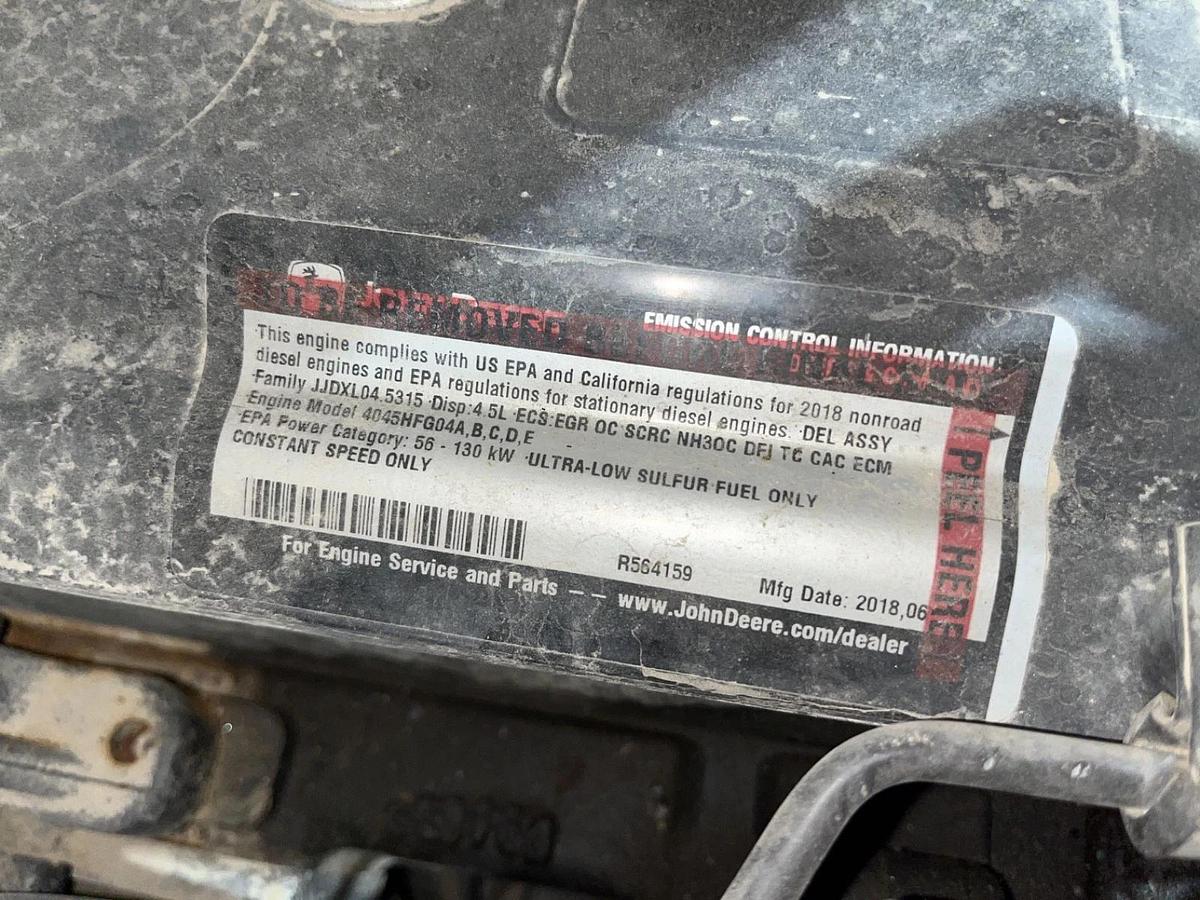 JOHN DEERE
EMISSION CONTROL INFORMATION
This engine complies with US EPA and California regulations for 2018 nonroad
diesel engines and EPA regulations for stationary diesel engines. ·DEL ASSY
·Family JJDXL04.5315 ·Disp:4.5L ·ECS:EGR OC SCRC NH3OC DFI TC CAC ECM
·Engine Model 4045HFG04A,B,C,D,E
·EPA Power Category: 56 - 130 kW ·ULTRA-LOW SULFUR FUEL ONLY
CONSTANT SPEED ONLY
R564159
Mfg Date: 2018,06
For Engine Service and Parts –– www.JohnDeere.com/dealer
PEEL HERE